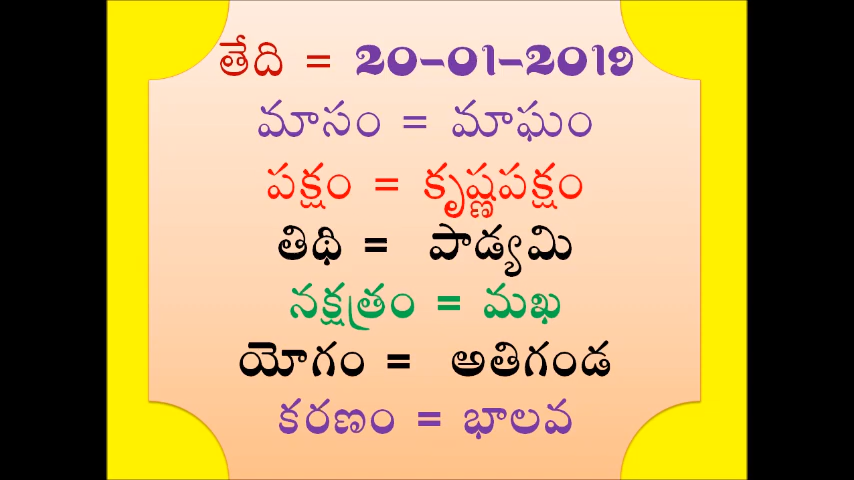 తేది = 20-01-2019
మాసం = మాఘం
పక్షం = కృష్ణపక్షం
తిథి = పాడ్యమి
నక్షత్రం = మఖ
యోగం = అతిగండ
కరణం = భాలవ